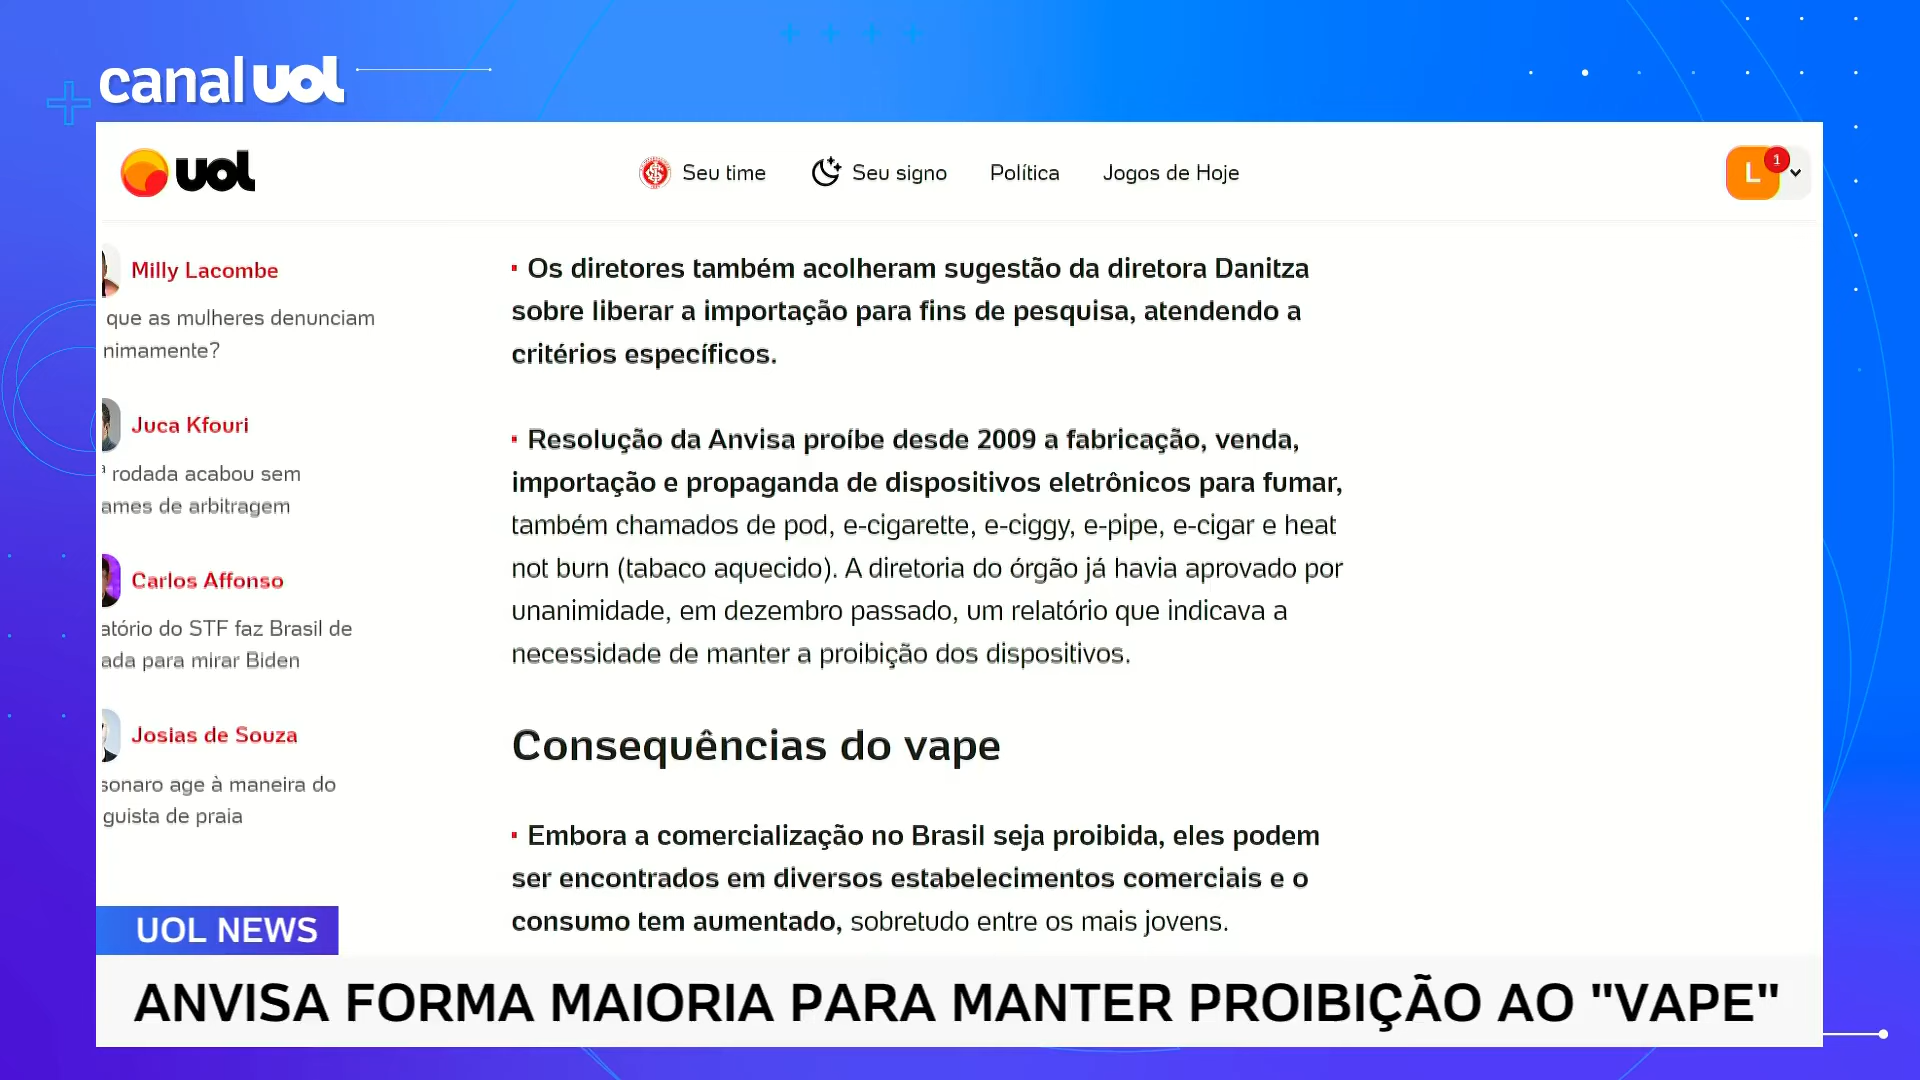 canal uol
uol
Seu time
Seu signo
Política
Jogos de Hoje
L
1
Milly Lacombe
que as mulheres denunciam
nimamente?
Juca Kfouri
ª rodada acabou sem
ames de arbitragem
Carlos Affonso
atório do STF faz Brasil de
ada para mirar Biden
Josias de Souza
sonaro age à maneira do
guista de praia
Os diretores também acolheram sugestão da diretora Danitza
sobre liberar a importação para fins de pesquisa, atendendo a
critérios específicos.
Resolução da Anvisa proíbe desde 2009 a fabricação, venda,
importação e propaganda de dispositivos eletrônicos para fumar,
também chamados de pod, e-cigarette, e-ciggy, e-pipe, e-cigar e heat
not burn (tabaco aquecido). A diretoria do órgão já havia aprovado por
unanimidade, em dezembro passado, um relatório que indicava a
necessidade de manter a proibição dos dispositivos.
Consequências do vape
Embora a comercialização no Brasil seja proibida, eles podem
ser encontrados em diversos estabelecimentos comerciais e o
consumo tem aumentado, sobretudo entre os mais jovens.
UOL NEWS
ANVISA FORMA MAIORIA PARA MANTER PROIBIÇÃO AO "VAPE"